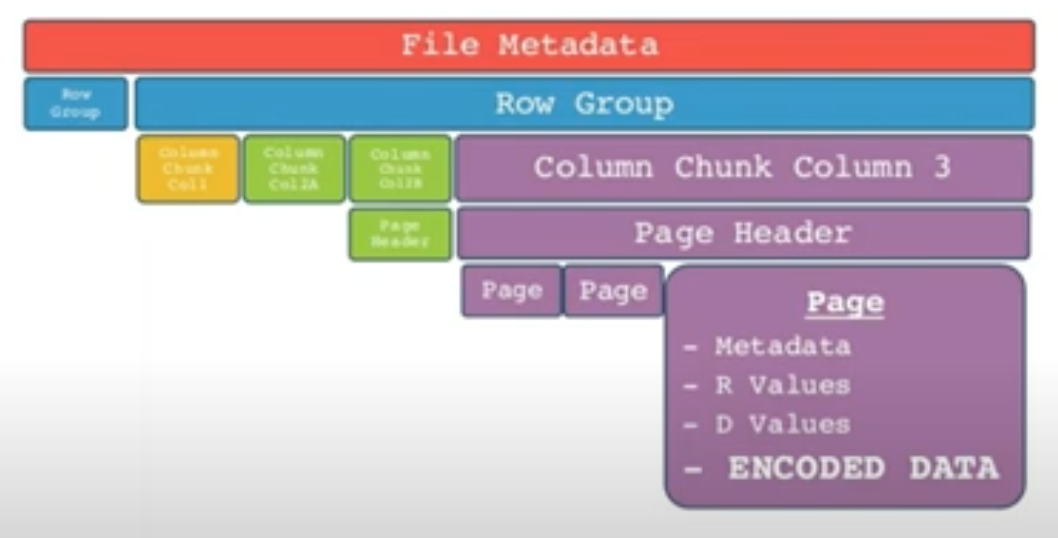 File Metadata
Row
Group
Row Group
Column
Chunk
Col1
Column
Chunk
Col2A
Column
Chunk
Col2B
Column Chunk Column 3
Page
Header
Page Header
Page
Page
Page
- Metadata
- R Values
- D Values
- ENCODED DATA